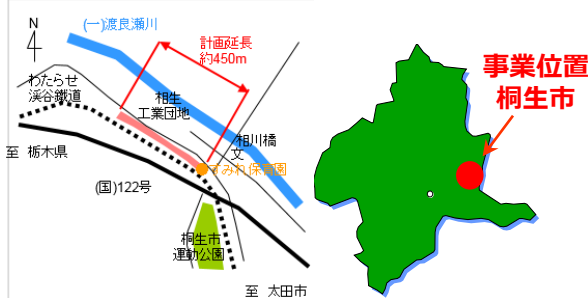 N
(一)渡良瀬川
計画延長
約450m
わたらせ
渓谷鐵道
相生
工業団地
相川橋
文
すみれ保育園
至 栃木県
(国)122号
桐生市
運動公園
至 太田市
事業位置
桐生市